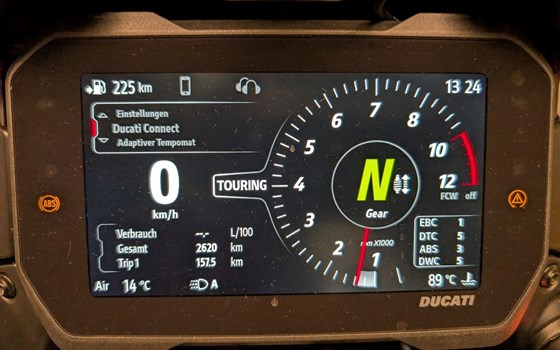 225 km
13 24
Einstellungen
Ducati Connect
Adaptiver Tempomat
0
km/h
TOURING
1
2
3
4
5
6
7
8
10
12
FCW off
N
Gear
rpm X1000
Verbrauch --.- L/100
Gesamt 2620 km
Trip 1 157.5 km
EBC 1
DTC 5
ABS 3
DWC 5
Air 14 °C
A
89 °C
ABS
DUCATI